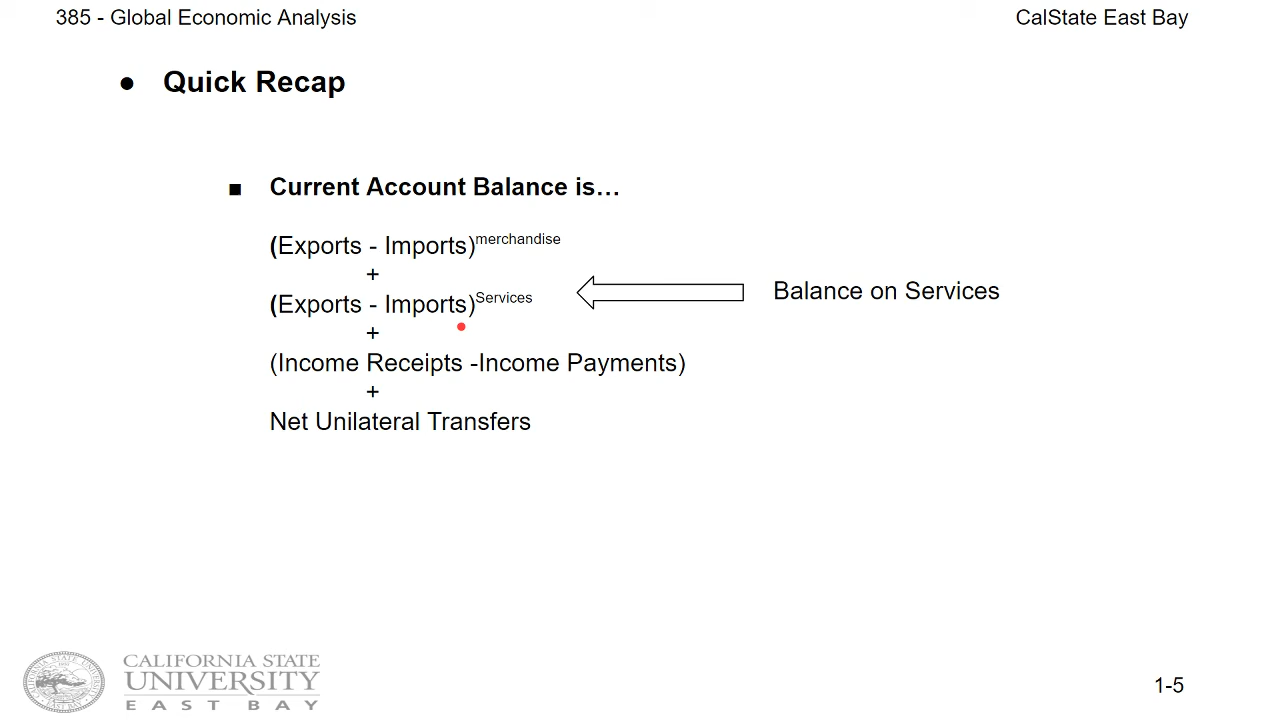 385 - Global Economic Analysis
CalState East Bay
● Quick Recap
■ Current Account Balance is…
(Exports - Imports)merchandise
+
(Exports - Imports)Services
Balance on Services
+
(Income Receipts -Income Payments)
+
Net Unilateral Transfers
CALIFORNIA STATE
UNIVERSITY
EAST BAY
1-5